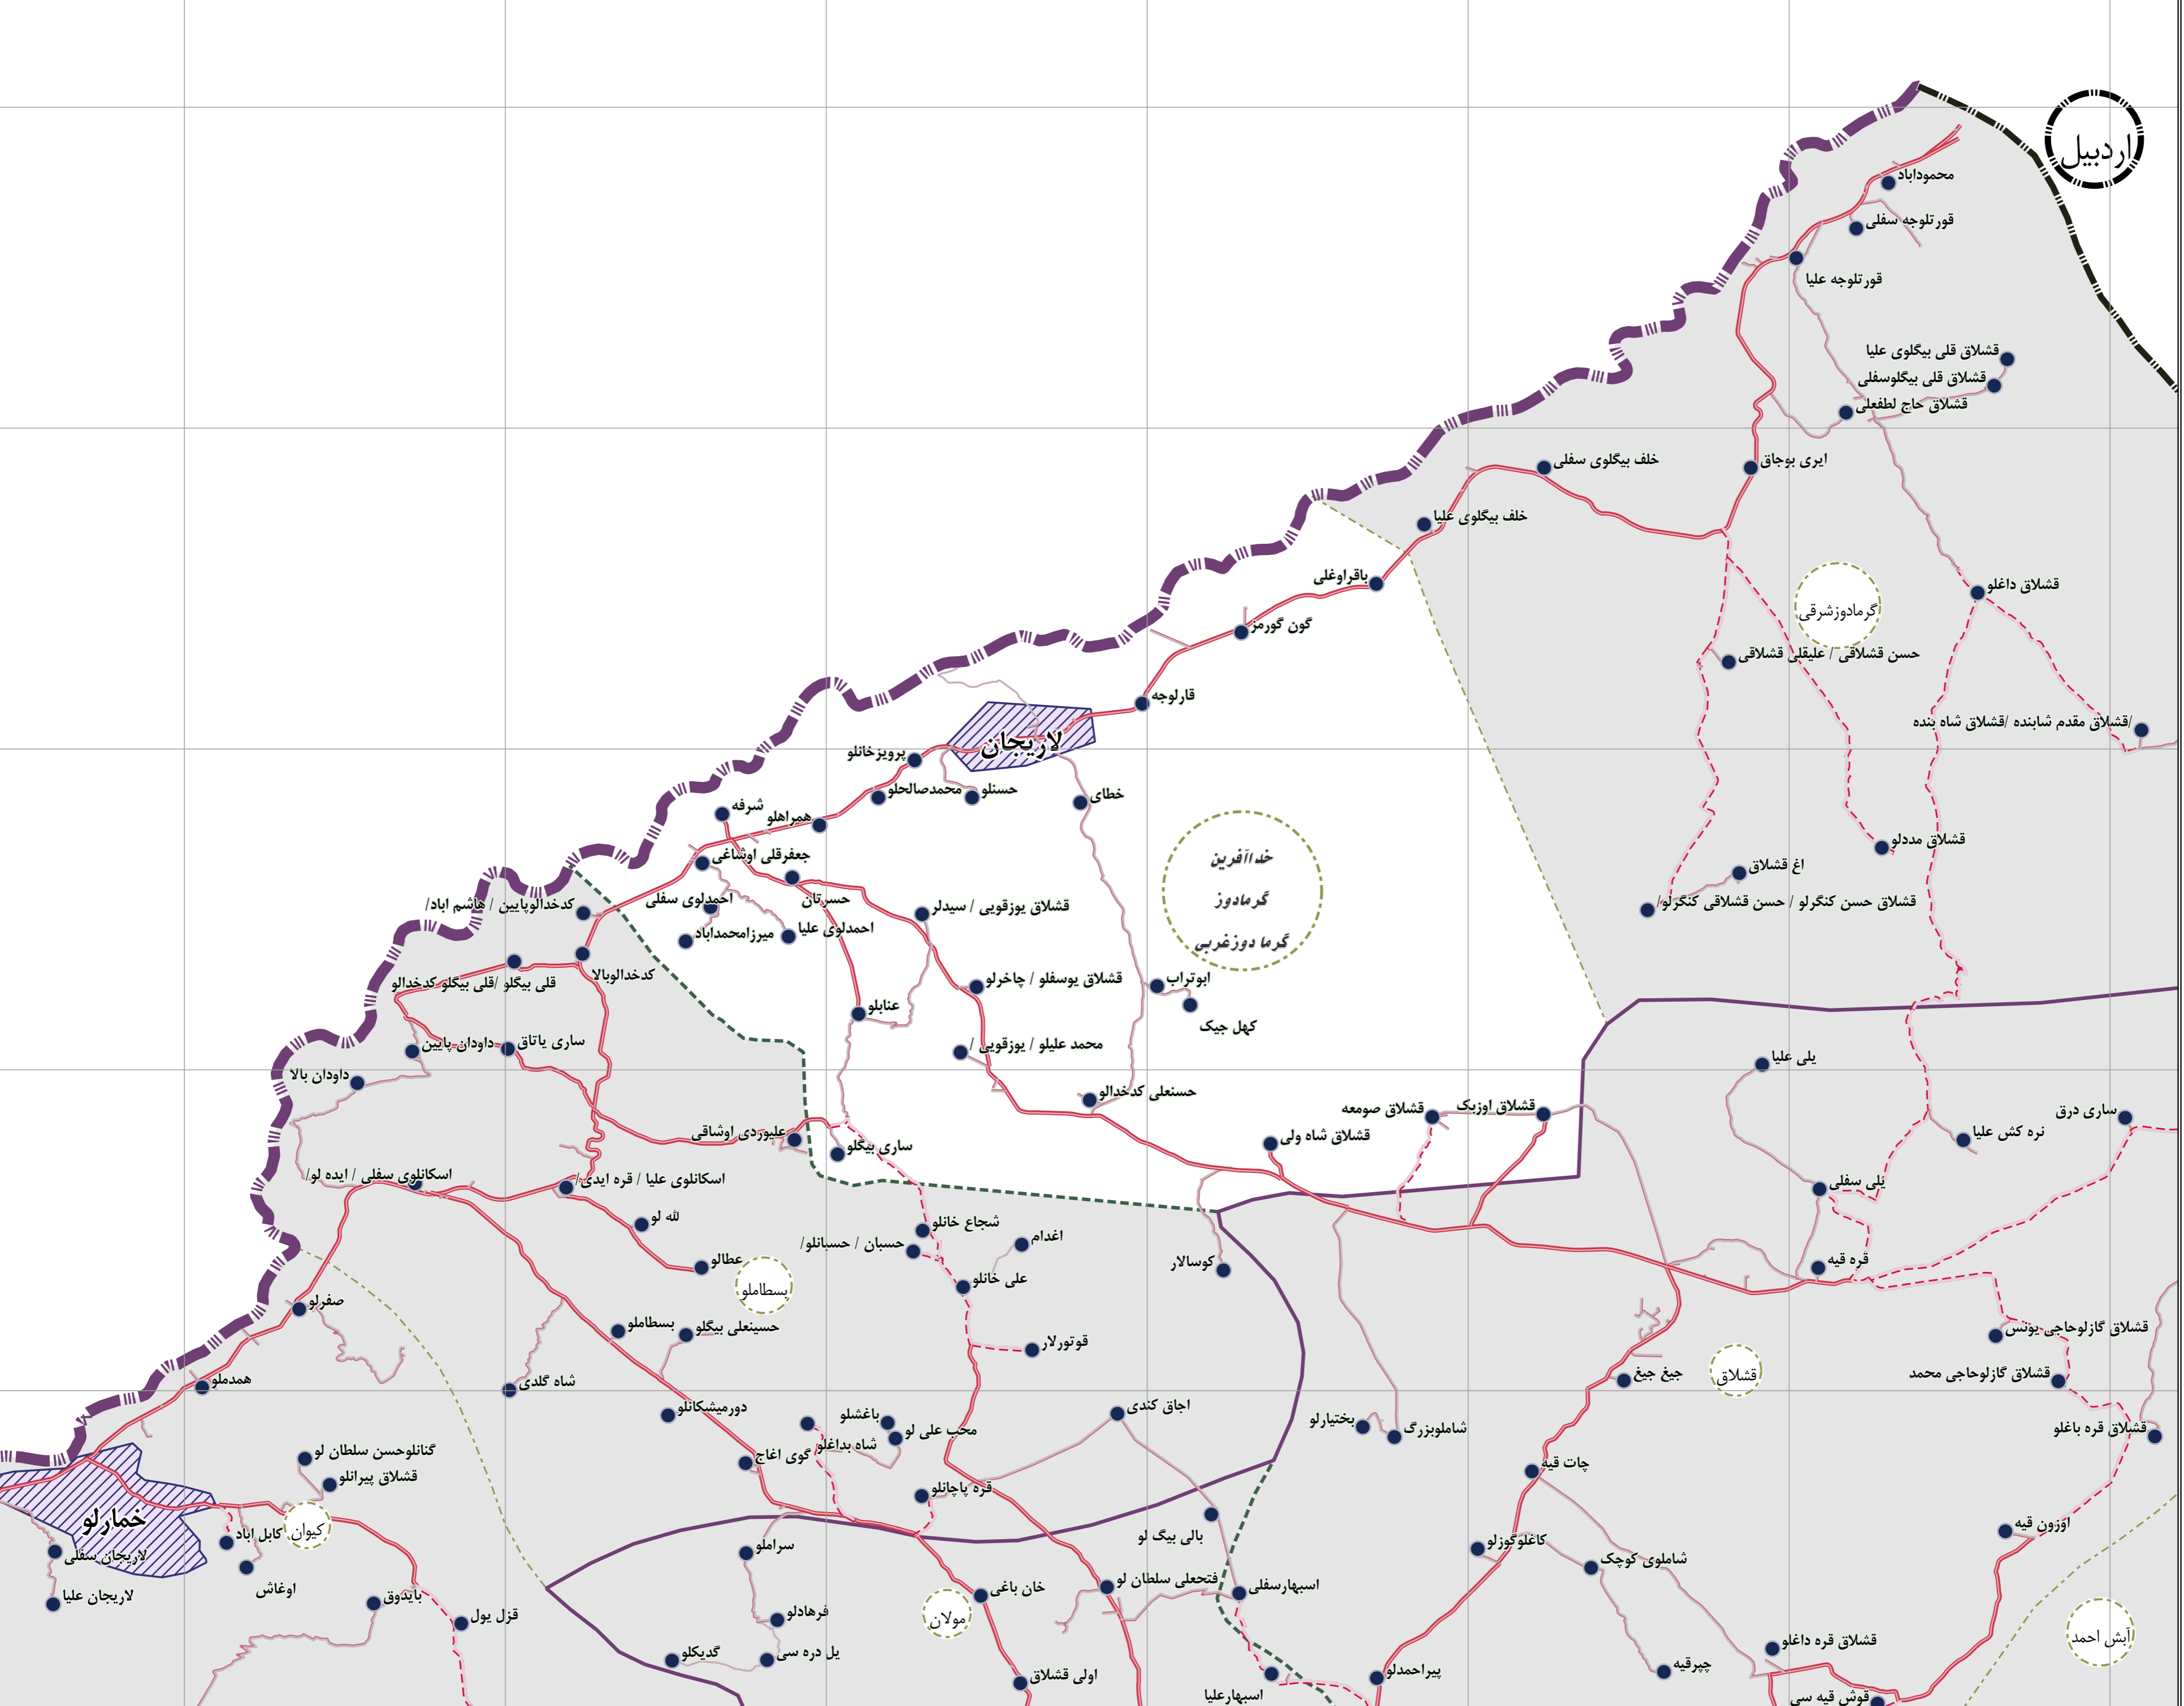 اردبیل
محموداباد
قورتلوجه سفلی
قورتلوجه علیا
قشلاق قلی بیگلوی علیا
قشلاق قلی بیگلوسفلی
قشلاق حاج لطفعلی
خلف بیگلوی سفلی
ایری بوجاق
خلف بیگلوی علیا
باقراوغلی
قشلاق داغلو
گرمادوزشرقی
گون گورمز
حسن قشلاقی / علیقلی قشلاقی
قارلوجه
قشلاق مقدم شابنده /قشلاق شاه بنده/
لاریجان
پرویزخانلو
حسنلو
محمدصالحلو
خطای
شرفه
همراهلو
قشلاق مددلو
جعفرقلی اوشاغی
خداآفرین
گرمادوز
گرما دوزغربی
اغ قشلاق
حسرتان
احمدلوی سفلی
کدخدالوپایین / هاشم اباد/
قشلاق یوزقویی / سیدلر
قشلاق حسن کنگرلو / حسن قشلاقی کنگرلو/
احمدلوی علیا
میرزامحمداباد
کدخدالوبالا
قلی بیگلو /قلی بیگلو کدخدالو
قشلاق یوسفلو / چاخرلو
ابوتراب
عنابلو
کهل جیک
ساری یاتاق
داودان پایین
محمد علیلو / یوزقویی /
یلی علیا
داودان بالا
حسنعلی کدخدالو
قشلاق صومعه
قشلاق اوزبک
ساری درق
علیوردی اوشاقی
ساری بیگلو
قشلاق شاه ولی
نره کش علیا
اسکانلوی سفلی / ایده لو/
اسکانلوی علیا / قره ایدی/
یلی سفلی
لله لو
شجاع خانلو
اغدام
حسبان / حسبانلو/
عطالو
کوسالار
قره قیه
علی خانلو
بسطاملو
صفرلو
بسطاملو
حسینعلی بیگلو
قوتورلار
قشلاق گازلوحاجی یونس
همدملو
شاه گلدی
جیغ جیغ
قشلاق
قشلاق گازلوحاجی محمد
دورمیشکانلو
باغشلو
اجاق کندی
بختیارلو
شاملوبزرگ
قشلاق قره باغلو
محب علی لو
شاه بداغلو
گوی اغاج
گنانلوحسن سلطان لو
قشلاق پیرانلو
چات قیه
قره پاچانلو
خمارلو
کیوان
کابل اباد
بالی بیگ لو
اوزون قیه
لاریجان سفلی
سراملو
کاغلوگوزلو
شاملوی کوچک
اوغاش
لاریجان علیا
بایدوق
خان باغی
فتحعلی سلطان لو
اسبهارسفلی
قزل یول
فرهادلو
مولان
آبش احمد
گدیکلو
یل دره سی
قشلاق قره داغلو
اولی قشلاق
پیراحمدلو
چپرقیه
اسبهارعلیا
قوش قیه سی